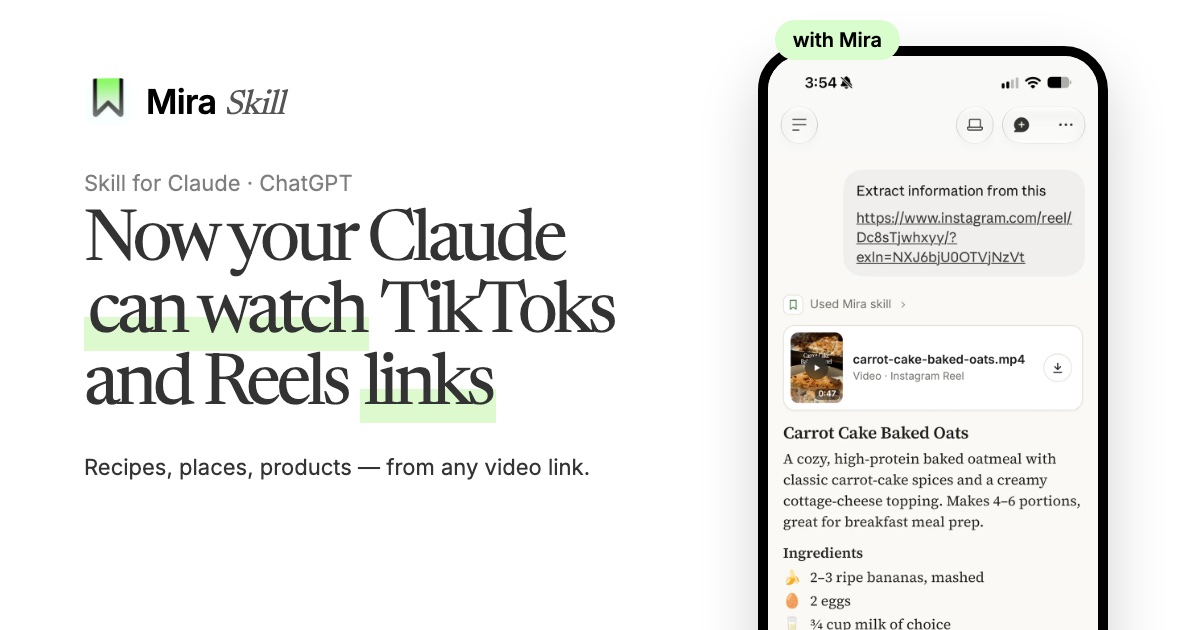 Mira Skill
Skill for Claude · ChatGPT
Now your Claude
can watch TikToks
and Reels links
Recipes, places, products — from any video link.
with Mira
3:54
Extract information from this
https://www.instagram.com/reel/
Dc8sTjwhxyy/?
exln=NXJ6bjU0OTVjNzVt
Used Mira skill
carrot-cake-baked-oats.mp4
Video · Instagram Reel
0:47
Carrot Cake Baked Oats
A cozy, high-protein baked oatmeal with
classic carrot-cake spices and a creamy
cottage-cheese topping. Makes 4–6 portions,
great for breakfast meal prep.
Ingredients
2–3 ripe bananas, mashed
2 eggs
¾ cup milk of choice